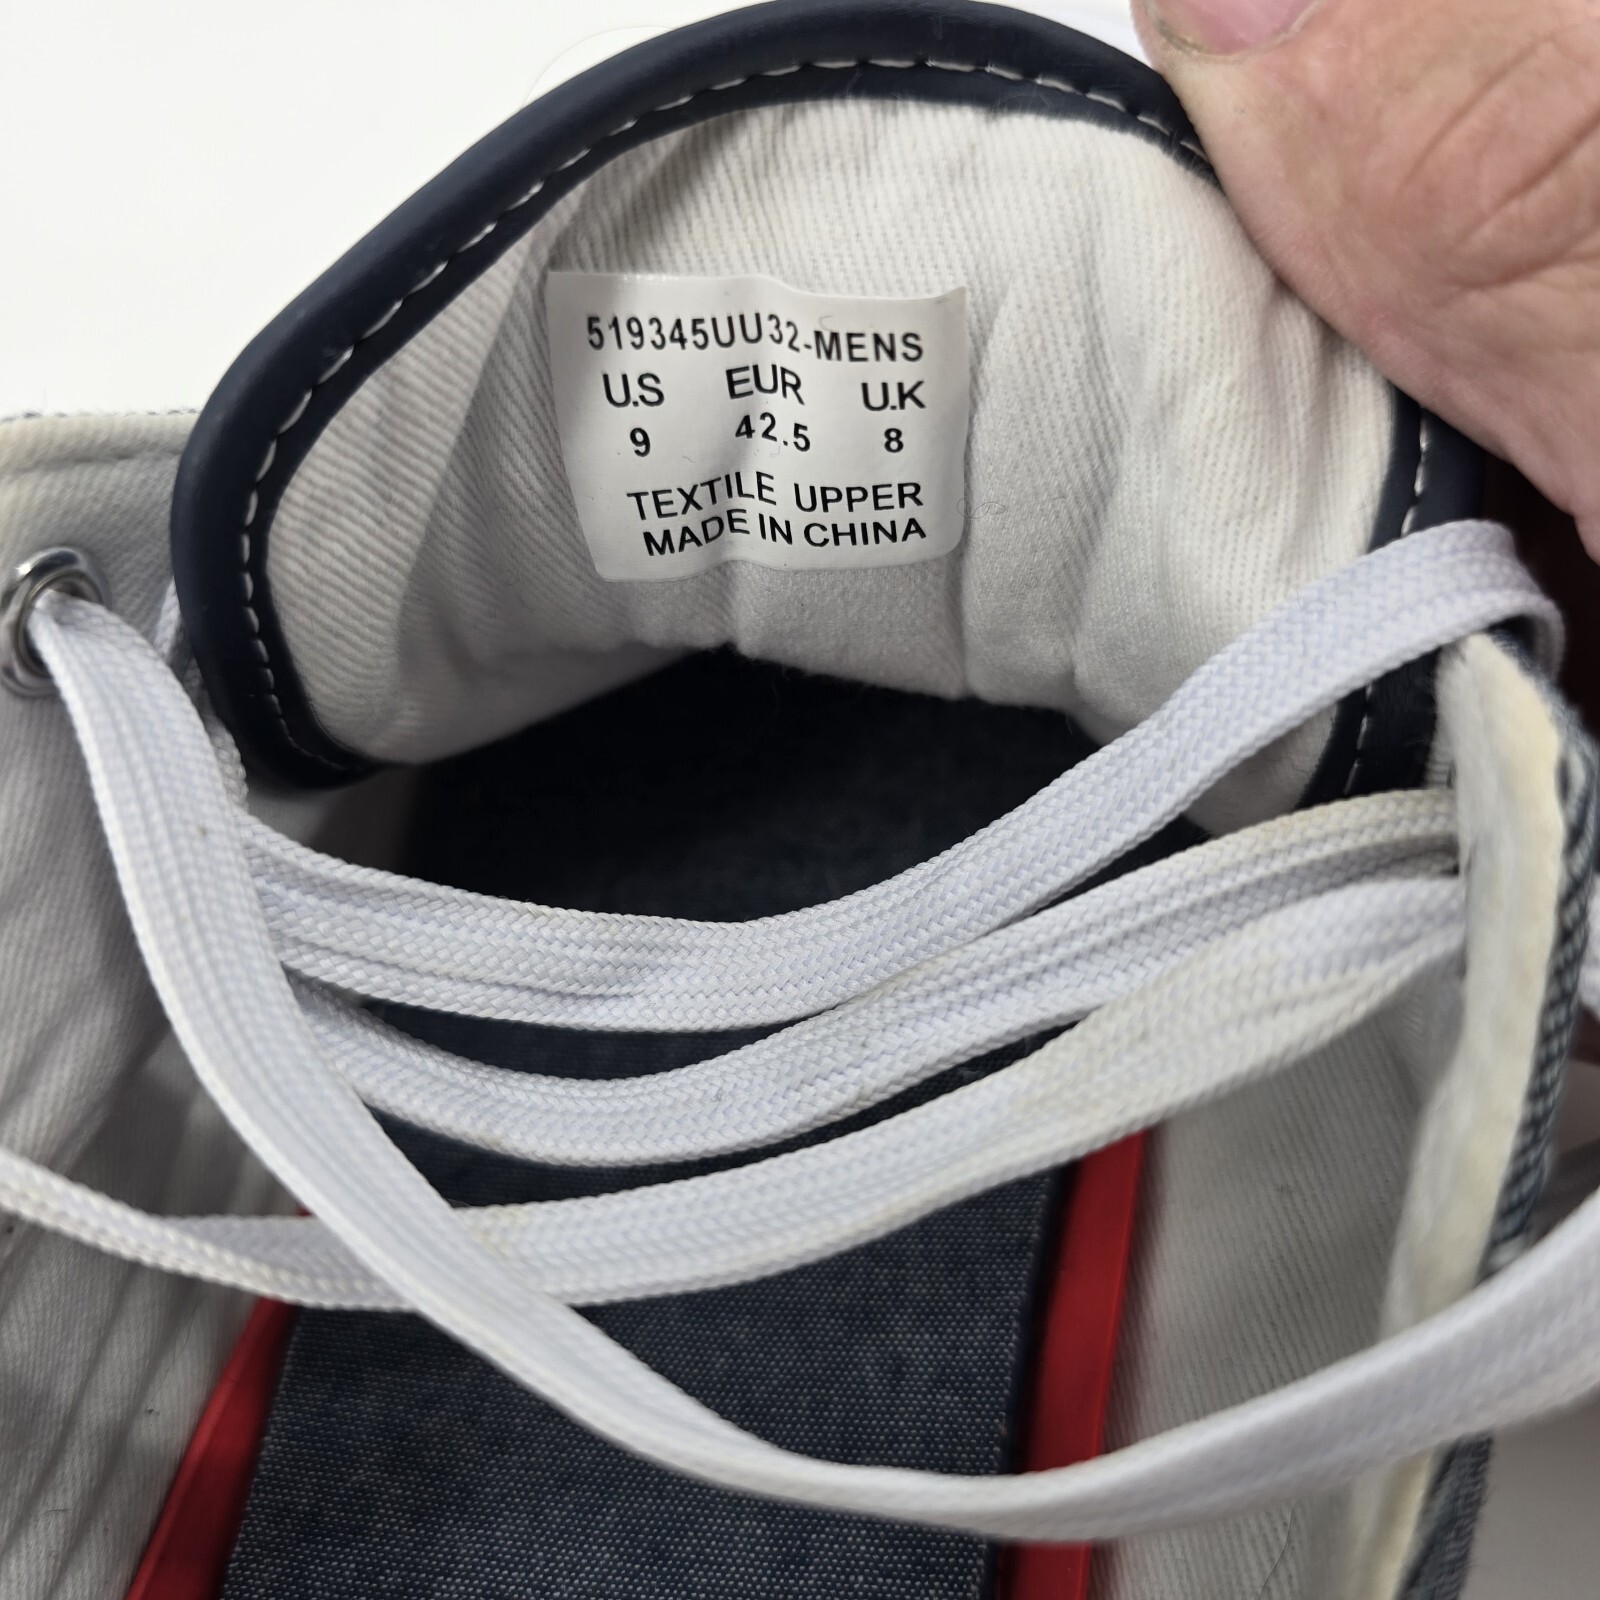 519345UU32-MENS
U.S EUR U.K
9 42.5 8
TEXTILE UPPER
MADE IN CHINA